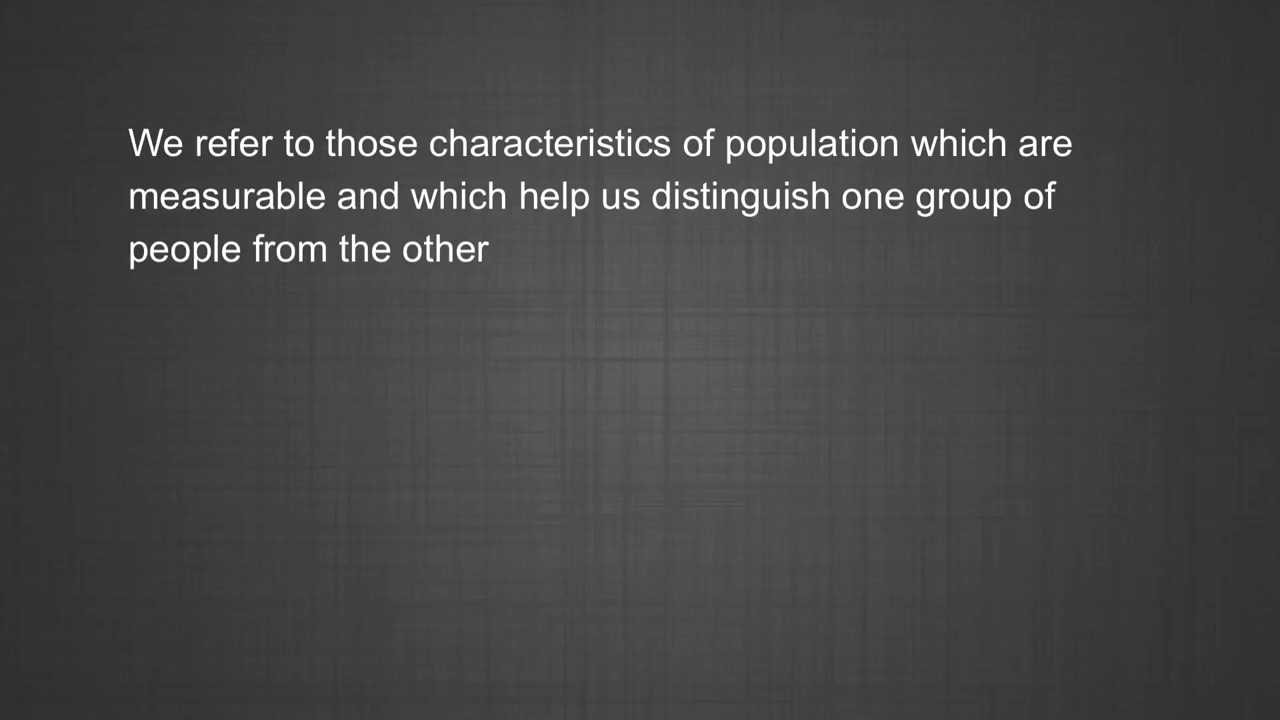 We refer to those characteristics of population which are
measurable and which help us distinguish one group of
people from the other